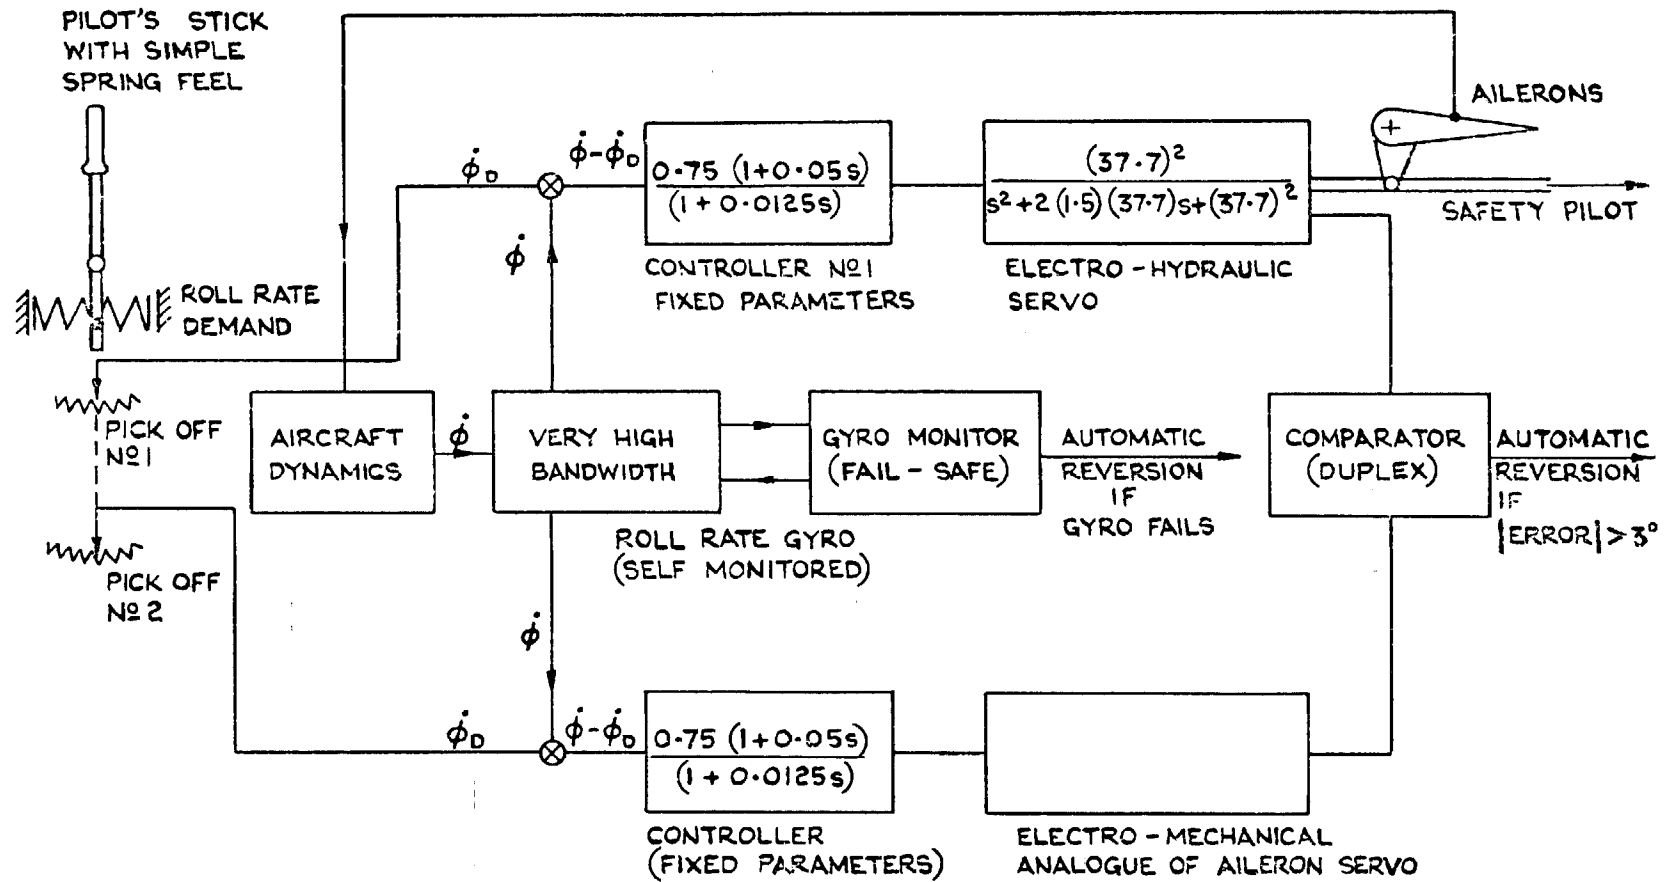 PILOT'S STICK
WITH SIMPLE
SPRING FEEL
AILERONS
φ̇D
φ̇-φ̇D
0.75 (1+0.05s)
(1+0.0125s)
(37.7)²
s²+2(1.5)(37.7)s+(37.7)²
SAFETY PILOT
φ̇
CONTROLLER Nº1
FIXED PARAMETERS
ELECTRO-HYDRAULIC
SERVO
ROLL RATE
DEMAND
PICK OFF
Nº1
AIRCRAFT
DYNAMICS
φ̇
VERY HIGH
BANDWIDTH
GYRO MONITOR
(FAIL-SAFE)
AUTOMATIC
REVERSION
IF
GYRO FAILS
COMPARATOR
(DUPLEX)
AUTOMATIC
REVERSION
IF
|ERROR|>3°
ROLL RATE GYRO
(SELF MONITORED)
PICK OFF
Nº2
φ̇
φ̇D
φ̇-φ̇D
0.75 (1+0.05s)
(1+0.0125s)
CONTROLLER
(FIXED PARAMETERS)
ELECTRO-MECHANICAL
ANALOGUE OF AILERON SERVO